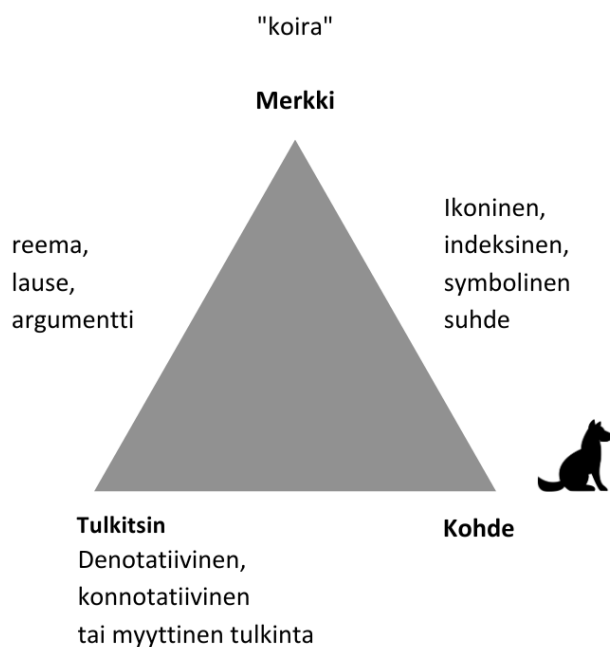 "koira"
Merkki
reema,
lause,
argumentti
Ikoninen,
indeksinen,
symbolinen
suhde
Tulkitsin
Denotatiivinen,
konnotatiivinen
tai myyttinen tulkinta
Kohde